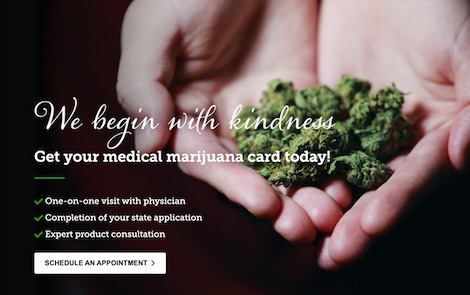 We begin with kindness
Get your medical marijuana card today!
One-on-one visit with physician
Completion of your state application
Expert product consultation
SCHEDULE AN APPOINTMENT